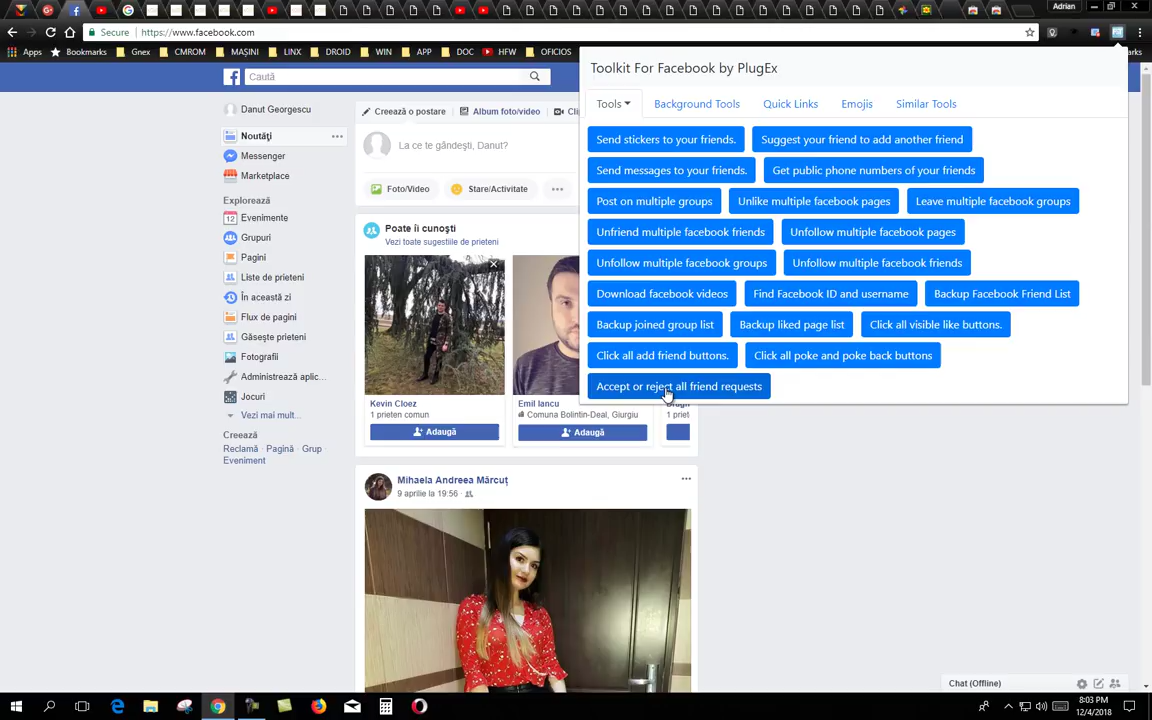 Adrian
Secure
https://www.facebook.com
Apps
Bookmarks
Gnex
CMROM
MAȘINI
LINX
DROID
WIN
APP
DOC
HFW
OFICIOS
Caută
Toolkit For Facebook by PlugEx
Tools
Background Tools
Quick Links
Emojis
Similar Tools
Send stickers to your friends.
Suggest your friend to add another friend
Send messages to your friends.
Get public phone numbers of your friends
Post on multiple groups
Unlike multiple facebook pages
Leave multiple facebook groups
Unfriend multiple facebook friends
Unfollow multiple facebook pages
Unfollow multiple facebook groups
Unfollow multiple facebook friends
Download facebook videos
Find Facebook ID and username
Backup Facebook Friend List
Backup joined group list
Backup liked page list
Click all visible like buttons.
Click all add friend buttons.
Click all poke and poke back buttons
Accept or reject all friend requests
Danut Georgescu
Noutăți
Messenger
Marketplace
Explorează
12 Evenimente
Grupuri
Pagini
Liste de prieteni
În această zi
Flux de pagini
Găsește prieteni
Fotografii
Administrează aplic...
Jocuri
Vezi mai mult...
Creează
Reclamă · Pagină · Grup ·
Eveniment
Creează o postare
Album foto/video
La ce te gândești, Danut?
Foto/Video
Stare/Activitate
Poate îi cunoști
Vezi toate sugestiile de prieteni
Kevin Cloez
1 prieten comun
Adaugă
Emil Iancu
Comuna Bolintin-Deal, Giurgiu
Adaugă
1 priet
Mihaela Andreea Mărcuț
9 aprilie la 19:56
Chat (Offline)
8:03 PM
12/4/2018